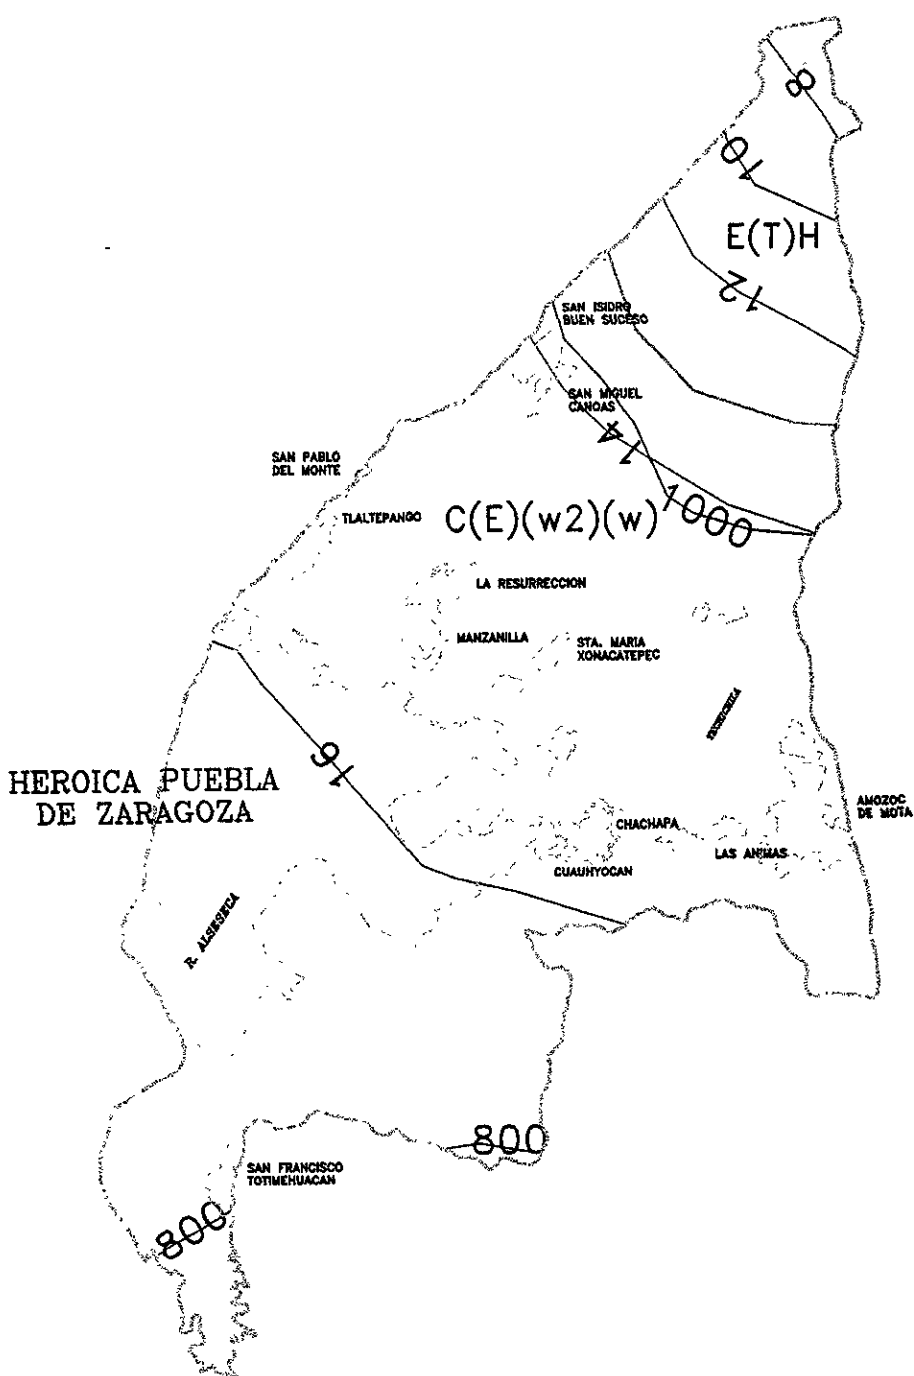 8
10
E(T)H
12
SAN ISIDRO
BUEN SUCESO
SAN MIGUEL
CANOAS
14
SAN PABLO
DEL MONTE
TLALTEPANGO
C(E)(w2)(w)
1000
LA RESURRECCION
MANZANILLA
STA. MARIA
XONACATEPEC
16
HEROICA PUEBLA
DE ZARAGOZA
AMOZOC
DE MOTA
CHACHAPA
LAS ANIMAS
CUAUHYOCAN
R. ALSESECA
800
SAN FRANCISCO
TOTIMEHUACAN
800